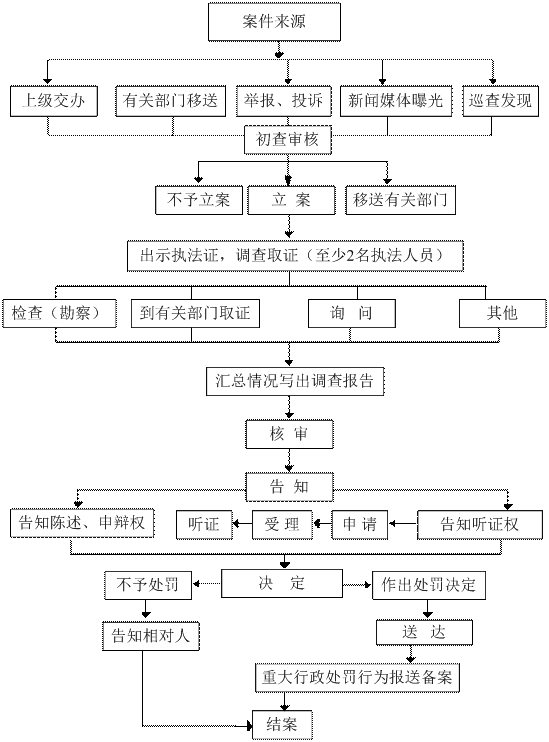 案件来源
上级交办
有关部门移送
举报、投诉
新闻媒体曝光
巡查发现
初查审核
不予立案
立 案
移送有关部门
出示执法证，调查取证（至少2名执法人员）
检查（勘察）
到有关部门取证
询 问
其他
汇总情况写出调查报告
核 审
告 知
告知陈述、申辩权
听证
受 理
申 请
告知听证权
不予处罚
决 定
作出处罚决定
告知相对人
送 达
重大行政处罚行为报送备案
结案